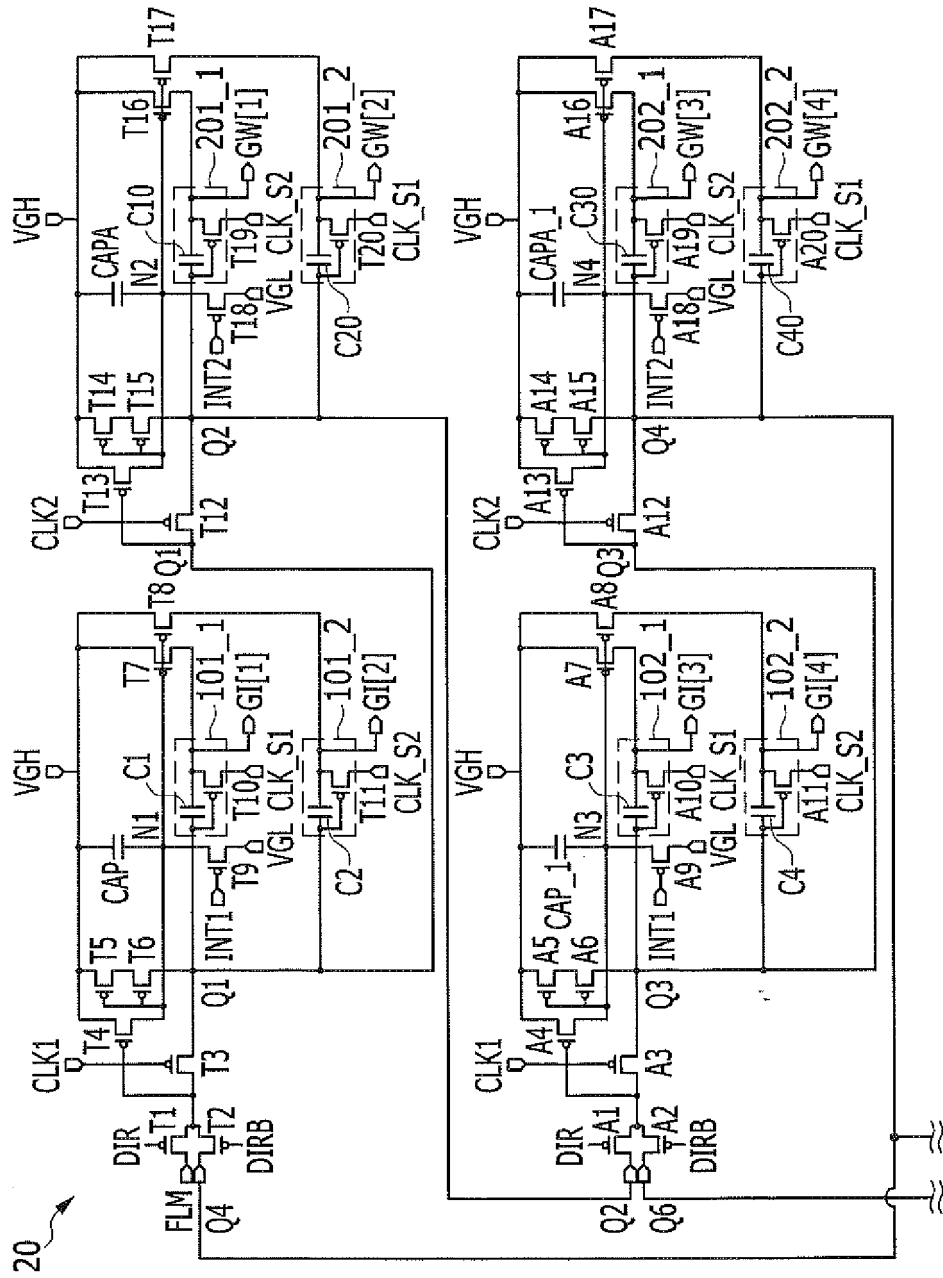 20
FLM
Q4
DIR
DIRB
T1
T2
CLK1
T3
T4
T5
T6
Q1
VGH
CAP
N1
C1
INT1
T9
VGL
T10
CLK_S1
C2
T11
CLK_S2
T7
T8
101_1
GI[1]
101_2
GI[2]
CLK2
Q1
T12
T13
T14
T15
Q2
VGH
CAPA
N2
C10
INT2
T18
VGL
T19
CLK_S2
C20
T20
CLK_S1
T16
T17
201_1
GW[1]
201_2
GW[2]
Q2
Q6
DIR
DIRB
A1
A2
CLK1
A3
A4
A5
A6
Q3
VGH
CAP_1
N3
C3
INT1
A9
VGL
A10
CLK_S1
C4
A11
CLK_S2
A7
A8
102_1
GI[3]
102_2
GI[4]
CLK2
Q3
A12
A13
A14
A15
Q4
VGH
CAPA_1
N4
C30
INT2
A18
VGL
A19
CLK_S2
C40
A20
CLK_S1
A16
A17
202_1
GW[3]
202_2
GW[4]